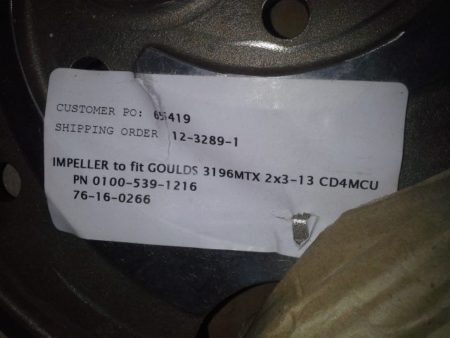 CUSTOMER PO: 65419
SHIPPING ORDER 12-3289-1
IMPELLER to fit GOULDS 3196MTX 2x3-13 CD4MCU
PN 0100-539-1216
76-16-0266